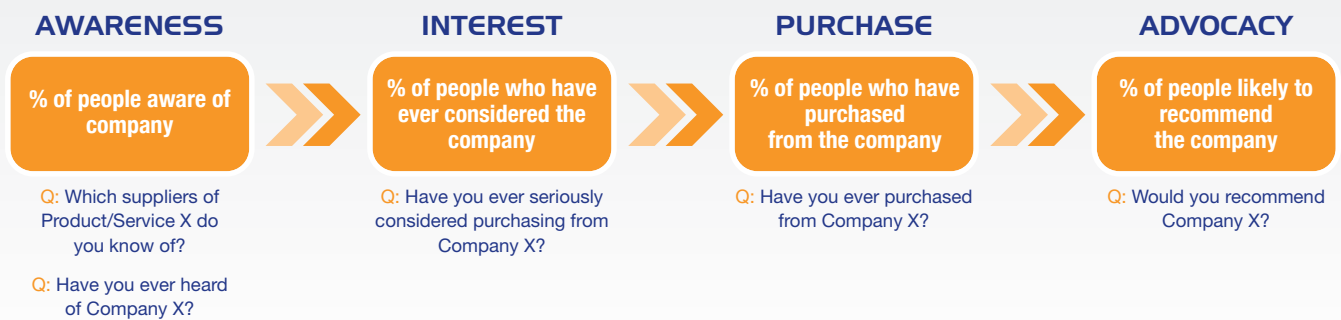 AWARENESS
% of people aware of
company
Q: Which suppliers of
Product/Service X do
you know of?
Q: Have you ever heard
of Company X?
INTEREST
% of people who have
ever considered the
company
Q: Have you ever seriously
considered purchasing from
Company X?
PURCHASE
% of people who have
purchased
from the company
Q: Have you ever purchased
from Company X?
ADVOCACY
% of people likely to
recommend
the company
Q: Would you recommend
Company X?